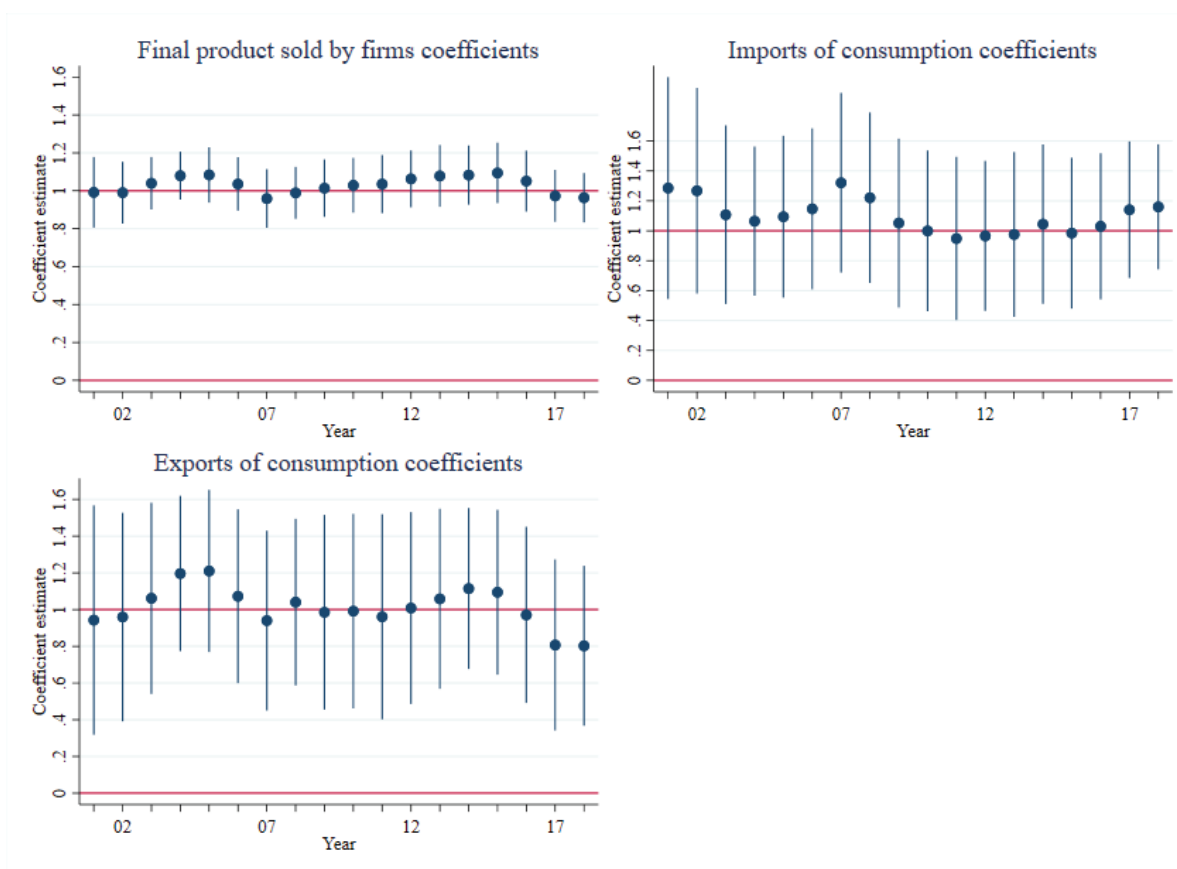 Final product sold by firms coefficients
Coefficient estimate
1.6
1.4
1.2
1
.8
.6
.4
.2
0
02 07 12 17
Year
Imports of consumption coefficients
Coefficient estimate
1.6
1.4
1.2
1
.8
.6
.4
.2
0
02 07 12 17
Year
Exports of consumption coefficients
Coefficient estimate
1.6
1.4
1.2
1
.8
.6
.4
.2
0
02 07 12 17
Year